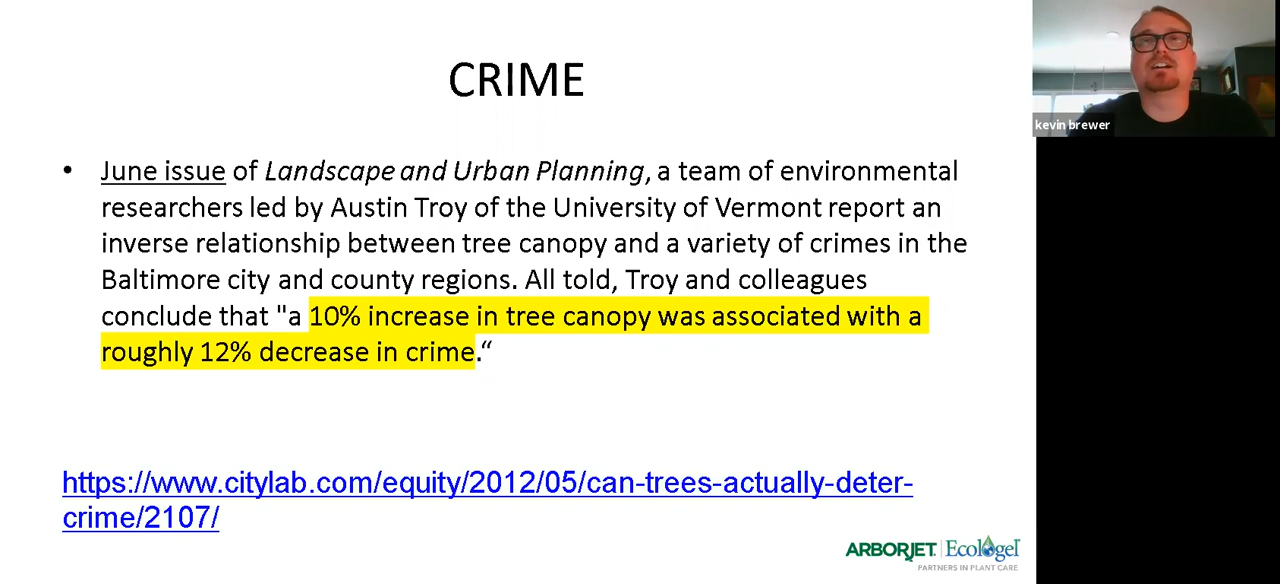 CRIME
• June issue of Landscape and Urban Planning, a team of environmental
researchers led by Austin Troy of the University of Vermont report an
inverse relationship between tree canopy and a variety of crimes in the
Baltimore city and county regions. All told, Troy and colleagues
conclude that "a 10% increase in tree canopy was associated with a
roughly 12% decrease in crime.“
https://www.citylab.com/equity/2012/05/can-trees-actually-deter-
crime/2107/
ARBORJET | Ecologel
PARTNERS IN PLANT CARE
kevin brewer